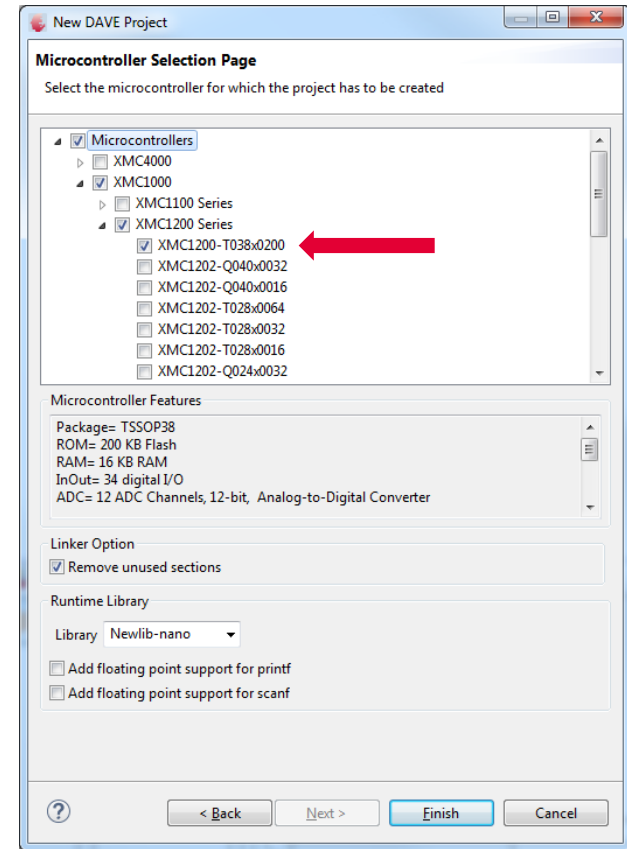 New DAVE Project
Microcontroller Selection Page
Select the microcontroller for which the project has to be created
Microcontrollers
XMC4000
XMC1000
XMC1100 Series
XMC1200 Series
XMC1200-T038x0200
XMC1202-Q040x0032
XMC1202-Q040x0016
XMC1202-T028x0064
XMC1202-T028x0032
XMC1202-T028x0016
XMC1202-Q024x0032
Microcontroller Features
Package= TSSOP38
ROM= 200 KB Flash
RAM= 16 KB RAM
InOut= 34 digital I/O
ADC= 12 ADC Channels, 12-bit, Analog-to-Digital Converter
Linker Option
Remove unused sections
Runtime Library
Library Newlib-nano
Add floating point support for printf
Add floating point support for scanf
? < Back Next > Finish Cancel